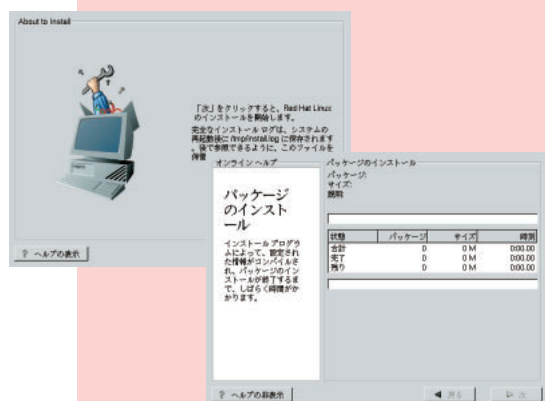 About to Install
「次」をクリックすると、Red Hat Linux
のインストールを開始します。
完全なインストール ログは、システムの
再起動後に /tmp/install.log に保存されます
。後で参照できるように、このファイルを
保管
? ヘルプの表示
オンライン ヘルプ
パッケージ
のインスト
ール
インストール プログラ
ムによって、設定され
た情報がコンパイルさ
れ、パッケージのイン
ストールが終了するま
で、しばらく時間がか
かります。
パッケージのインストール
パッケージ:
サイズ:
説明:
状態 パッケージ サイズ 時刻
合計 0 0 M 0:00.00
完了 0 0 M 0:00.00
残り 0 0 M 0:00.00
? ヘルプの非表示
戻る
次